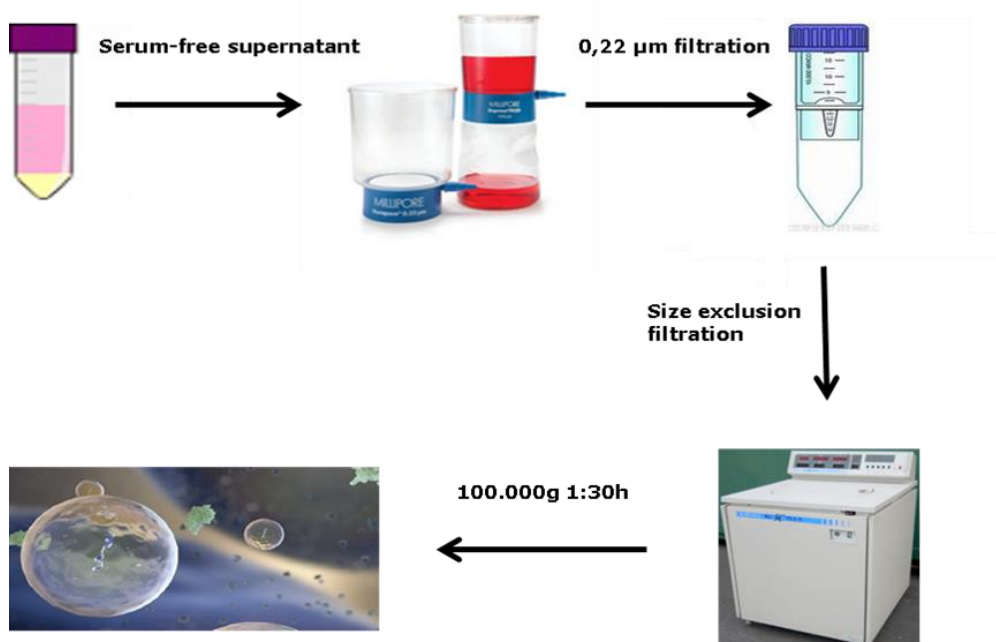 Serum-free supernatant
0,22 µm filtration
MILLIPORE
MILLIPORE
Size exclusion
filtration
100.000g 1:30h